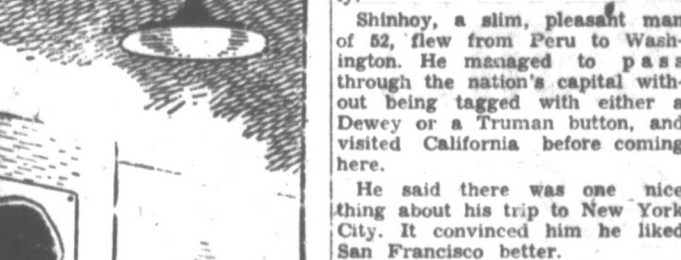 Shinhoy, a slim, pleasant man
of 52, flew from Peru to Wash-
ington. He managed to pass
through the nation's capital with-
out being tagged with either a
Dewey or a Truman button, and
visited California before coming
here.
He said there was one nice
thing about his trip to New York
City. It convinced him he liked
San Francisco better.